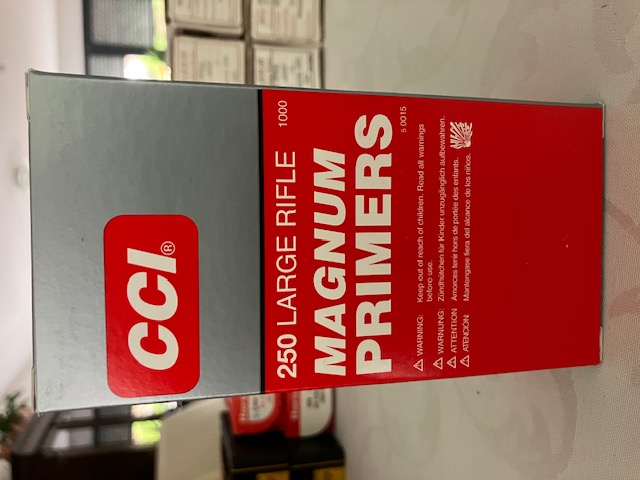 CCI®
250 LARGE RIFLE 1000
MAGNUM
PRIMERS
5 0015
WARNING: Keep out of reach of children. Read all warnings
before use.
WARNUNG: Zündhütchen für Kinder unzugänglich aufbewahren.
ATTENTION Amorces tenir hors de portée des enfants.
ATENCIÓN: Mantengase fiera del alcance de los niños.